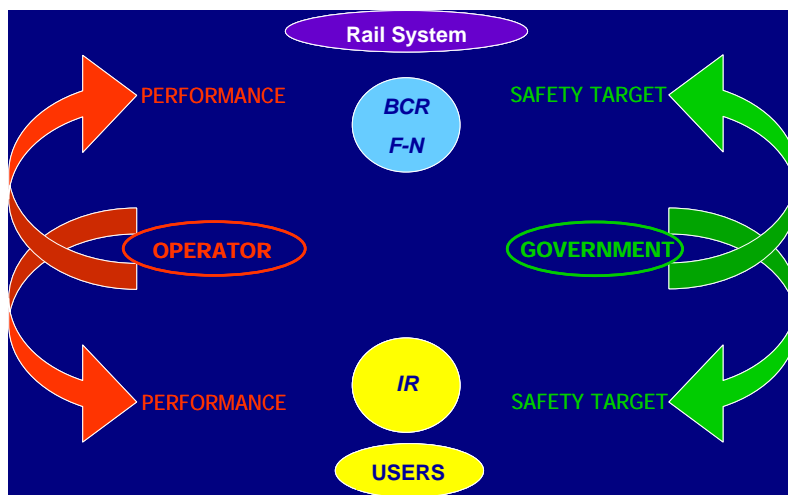 Rail System
PERFORMANCE
BCR
F-N
SAFETY TARGET
OPERATOR
GOVERNMENT
IR
PERFORMANCE
SAFETY TARGET
USERS